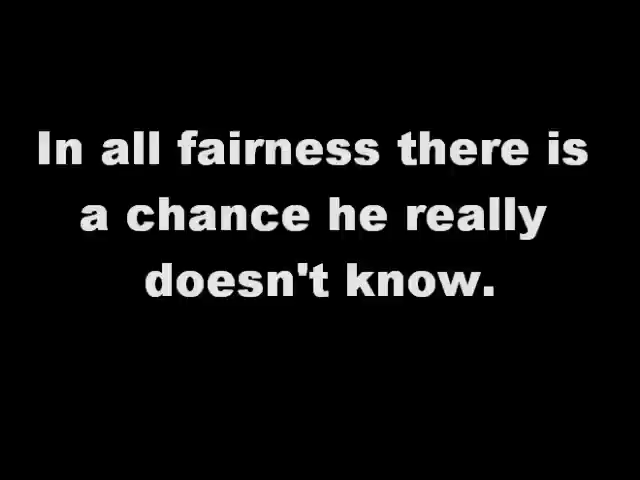 In all fairness there is
a chance he really
doesn't know.